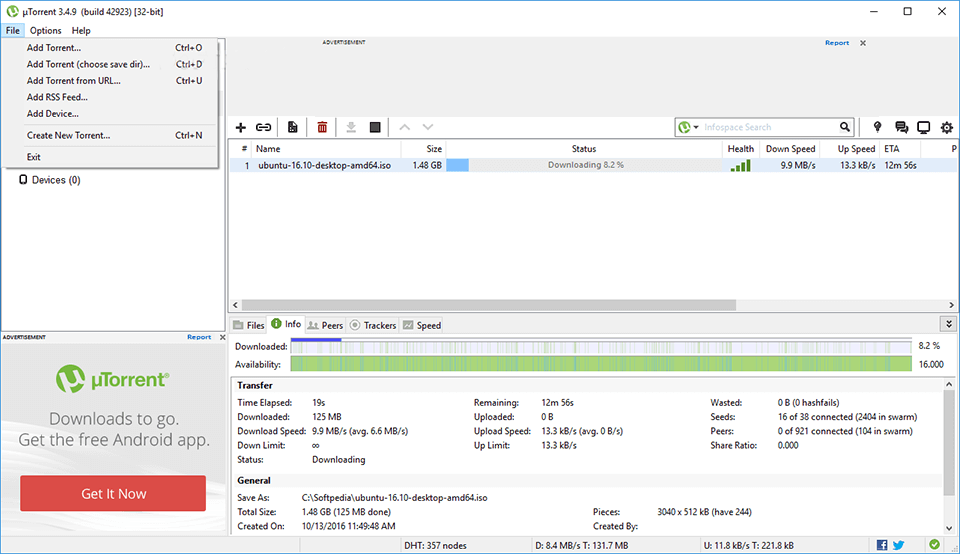 µTorrent 3.4.9 (build 42923) [32-bit]
File Options Help
Add Torrent... Ctrl+O
Add Torrent (choose save dir)... Ctrl+D
Add Torrent from URL... Ctrl+U
Add RSS Feed...
Add Device...
Create New Torrent... Ctrl+N
Exit
Devices (0)
ADVERTISEMENT Report
Infospace Search
# Name Size Status Health Down Speed Up Speed ETA P
1 ubuntu-16.10-desktop-amd64.iso 1.48 GB Downloading 8.2 % 9.9 MB/s 13.3 kB/s 12m 56s
ADVERTISEMENT Report
µTorrent®
Downloads to go.
Get the free Android app.
Get It Now
Files Info Peers Trackers Speed
Downloaded: 8.2 %
Availability: 16.000
Transfer
Time Elapsed: 19s Remaining: 12m 56s Wasted: 0 B (0 hashfails)
Downloaded: 125 MB Uploaded: 0 B Seeds: 16 of 38 connected (2404 in swarm)
Download Speed: 9.9 MB/s (avg. 6.6 MB/s) Upload Speed: 13.3 kB/s (avg. 0 B/s) Peers: 0 of 921 connected (104 in swarm)
Down Limit: ∞ Up Limit: 13.3 kB/s Share Ratio: 0.000
Status: Downloading
General
Save As: C:\Softpedia\ubuntu-16.10-desktop-amd64.iso
Total Size: 1.48 GB (125 MB done) Pieces: 3040 x 512 kB (have 244)
Created On: 10/13/2016 11:49:48 AM Created By:
DHT: 357 nodes D: 8.4 MB/s T: 131.7 MB U: 11.8 kB/s T: 221.8 kB